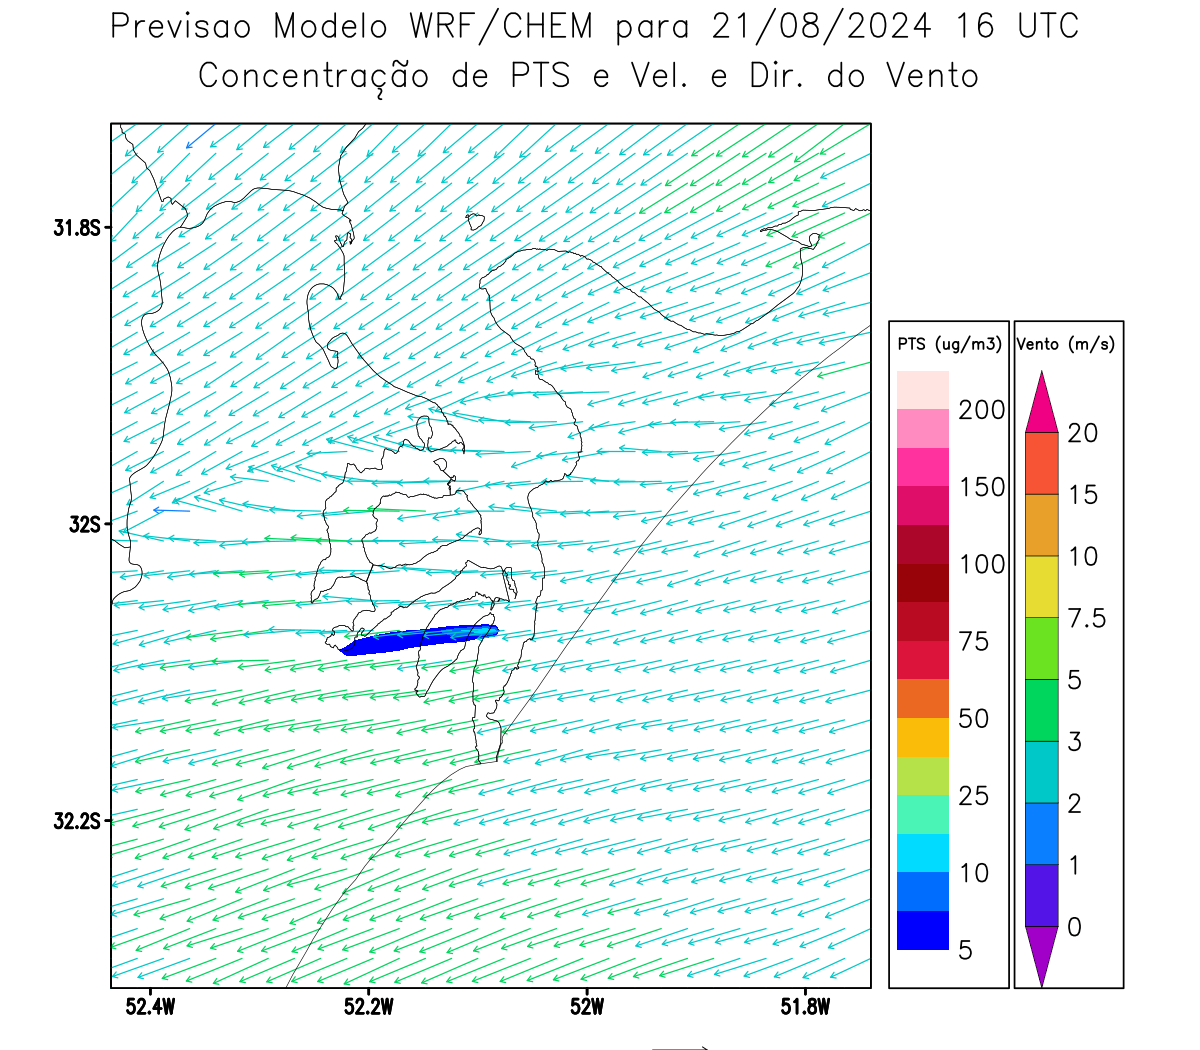 Previsao Modelo WRF/CHEM para 21/08/2024 16 UTC
Concentração de PTS e Vel. e Dir. do Vento
31.8S
32S
32.2S
52.4W 52.2W 52W 51.8W
PTS (ug/m3)
200
150
100
75
50
25
10
5
Vento (m/s)
20
15
10
7.5
5
3
2
1
0